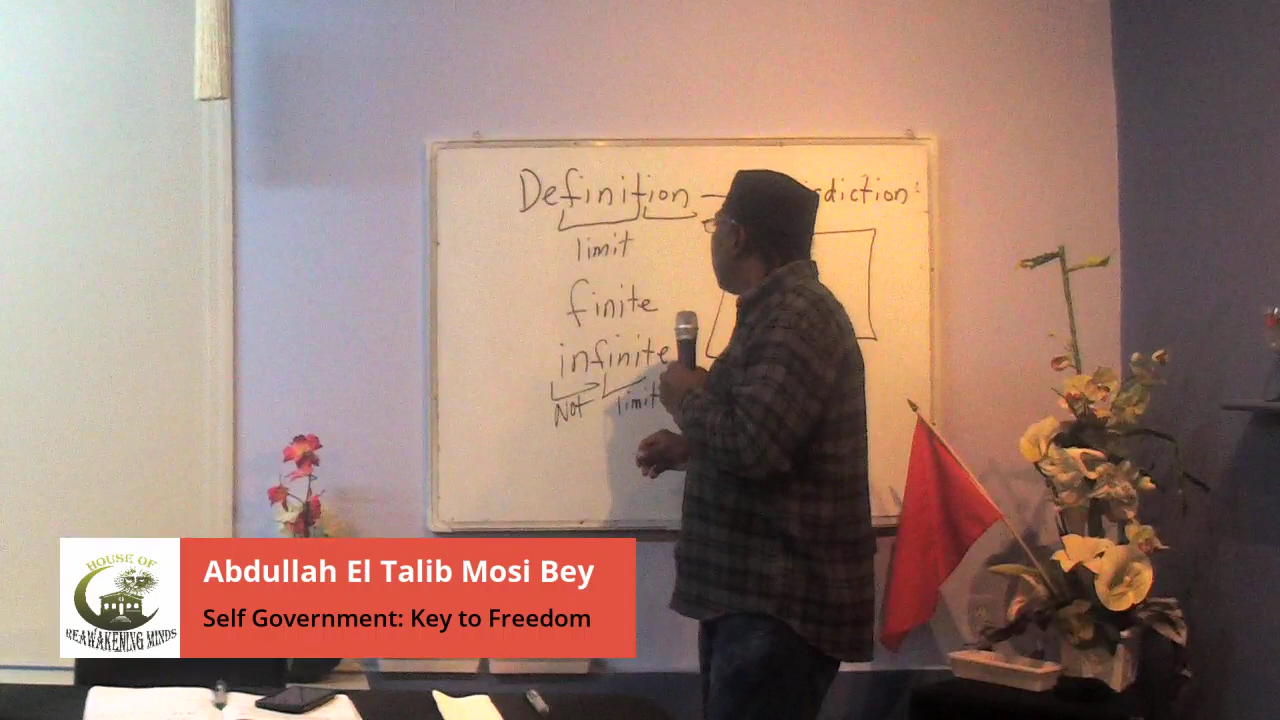 Definition — sdiction:
limit
finite
infinite
Not limit
HOUSE OF
REAWAKENING MINDS
Abdullah El Talib Mosi Bey
Self Government: Key to Freedom